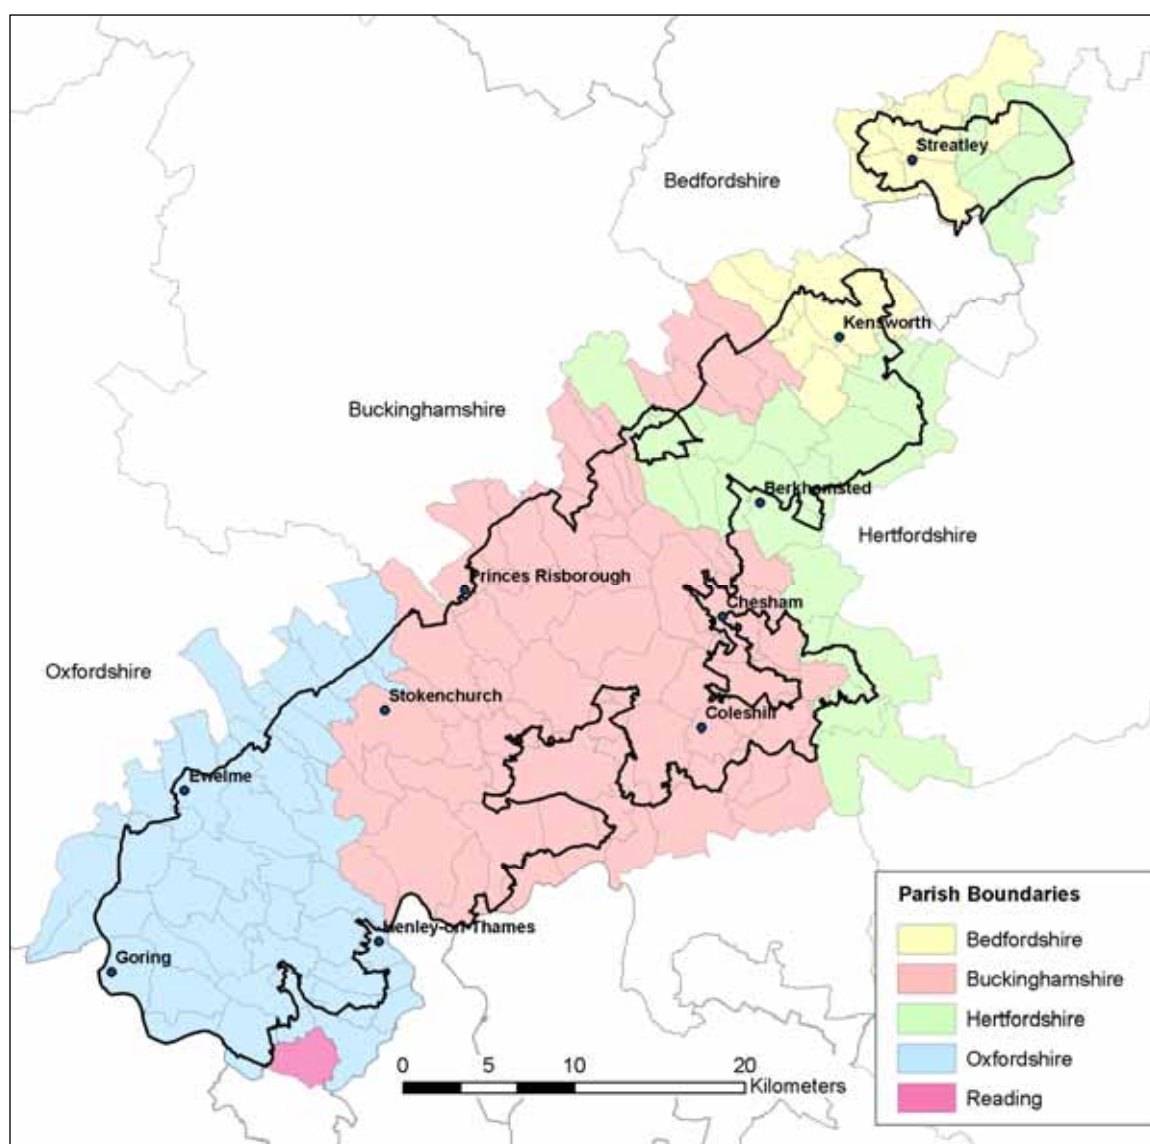 Streatley
Bedfordshire
Kensworth
Buckinghamshire
Berkhamsted
Hertfordshire
Princes Risborough
Chesham
Oxfordshire
Stokenchurch
Coleshill
Ewelme
Henley-on-Thames
Goring
Parish Boundaries
Bedfordshire
Buckinghamshire
Hertfordshire
Oxfordshire
Reading
0 5 10 20
Kilometers